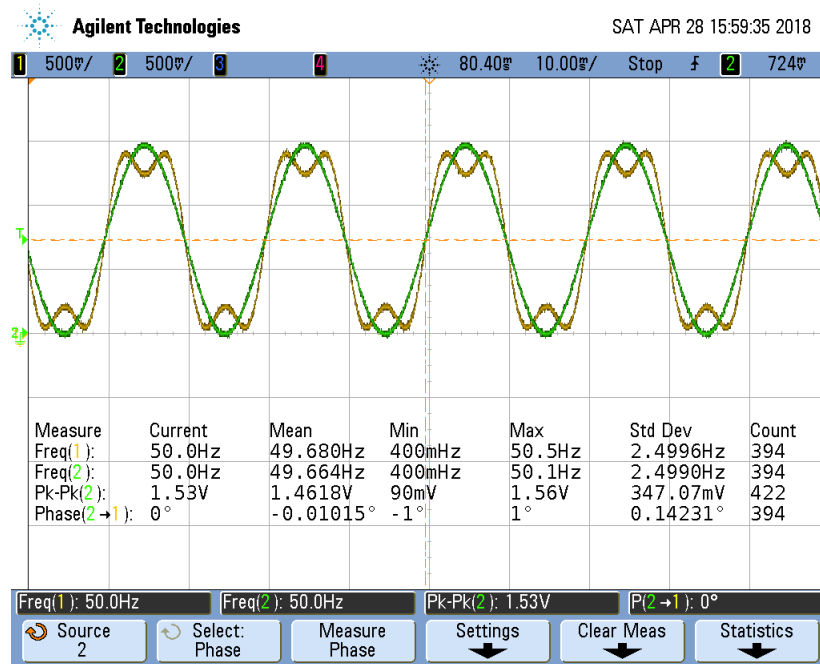 Agilent Technologies SAT APR 28 15:59:35 2018
1 500V/ 2 500V/ 3 4 80.40s 10.00s/ Stop 2 724V
T
2
Measure Current Mean Min Max Std Dev Count
Freq(1): 50.0Hz 49.680Hz 400mHz 50.5Hz 2.4996Hz 394
Freq(2): 50.0Hz 49.664Hz 400mHz 50.1Hz 2.4990Hz 394
Pk-Pk(2): 1.53V 1.4618V 90mV 1.56V 347.07mV 422
Phase(2→1): 0° -0.01015° -1° 1° 0.14231° 394
Freq(1): 50.0Hz Freq(2): 50.0Hz Pk-Pk(2): 1.53V P(2→1): 0°
Source Select: Measure Settings Clear Meas Statistics
2 Phase Phase